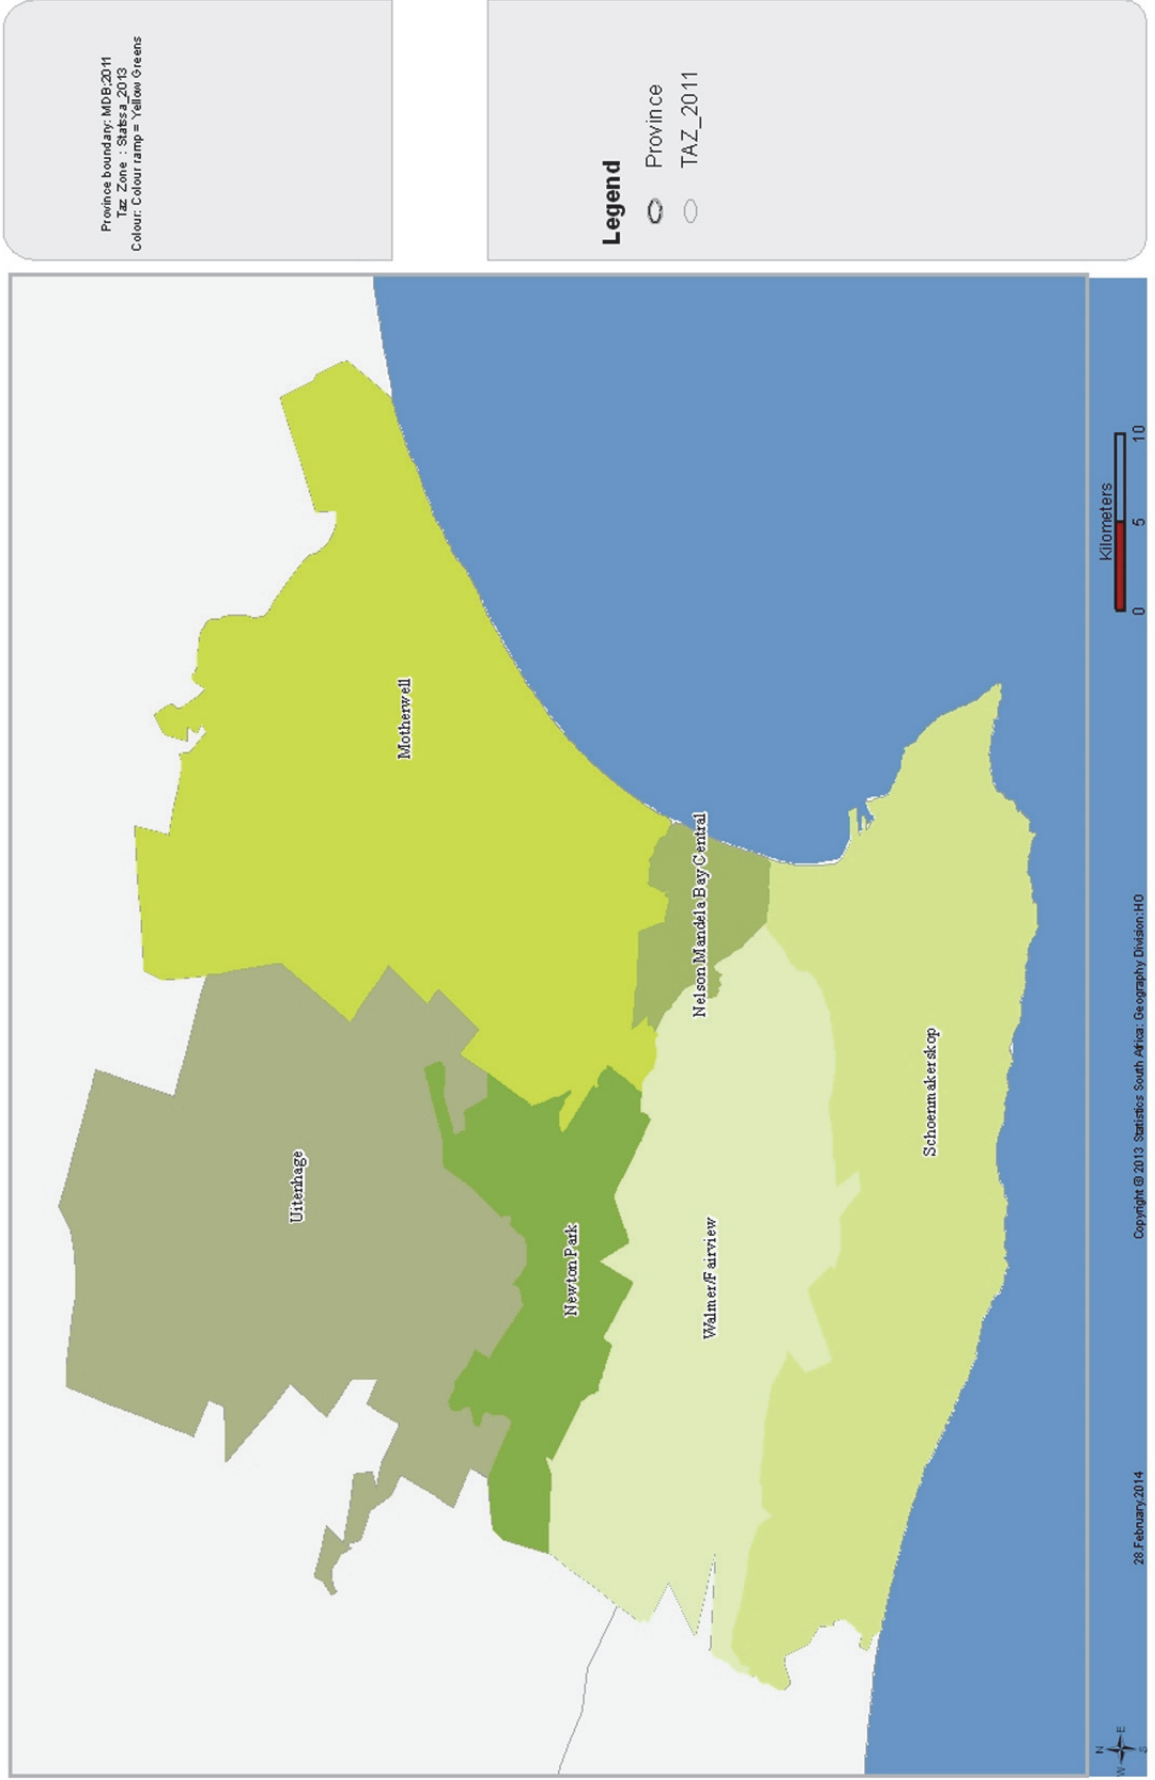 Province boundary: MDB;2011
Taz Zone : Statssa_2013
Colour: Colour ramp = Yellow Greens
Legend
Province
TAZ_2011
Motherwell
Uitenhage
Nelson Mandela Bay Central
Newton Park
Walmer/Fairview
Schoenmakerskop
Kilometers
0 5 10
N
W E
S
28.February.2014
Copyright @ 2013 Statistics South Africa: Geography Division:HO